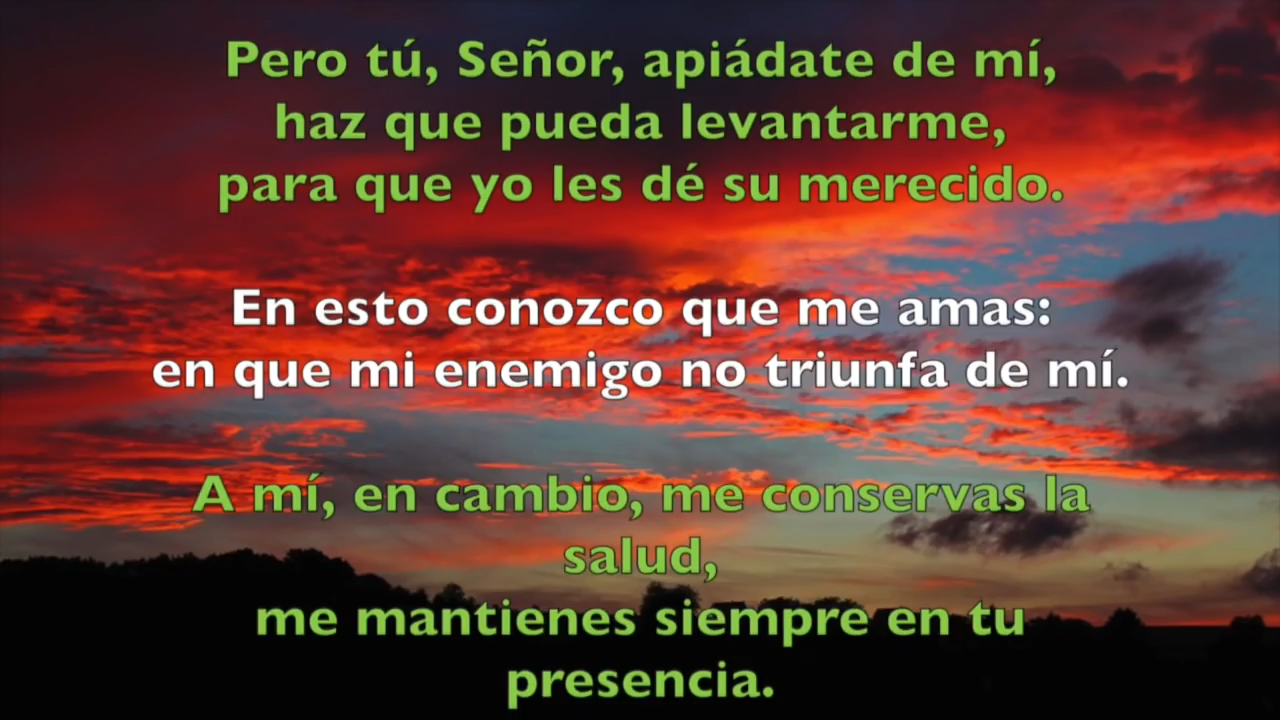 Pero tú, Señor, apiádate de mí,
haz que pueda levantarme,
para que yo les dé su merecido.
En esto conozco que me amas:
en que mi enemigo no triunfa de mí.
A mí, en cambio, me conservas la
salud,
me mantienes siempre en tu
presencia.